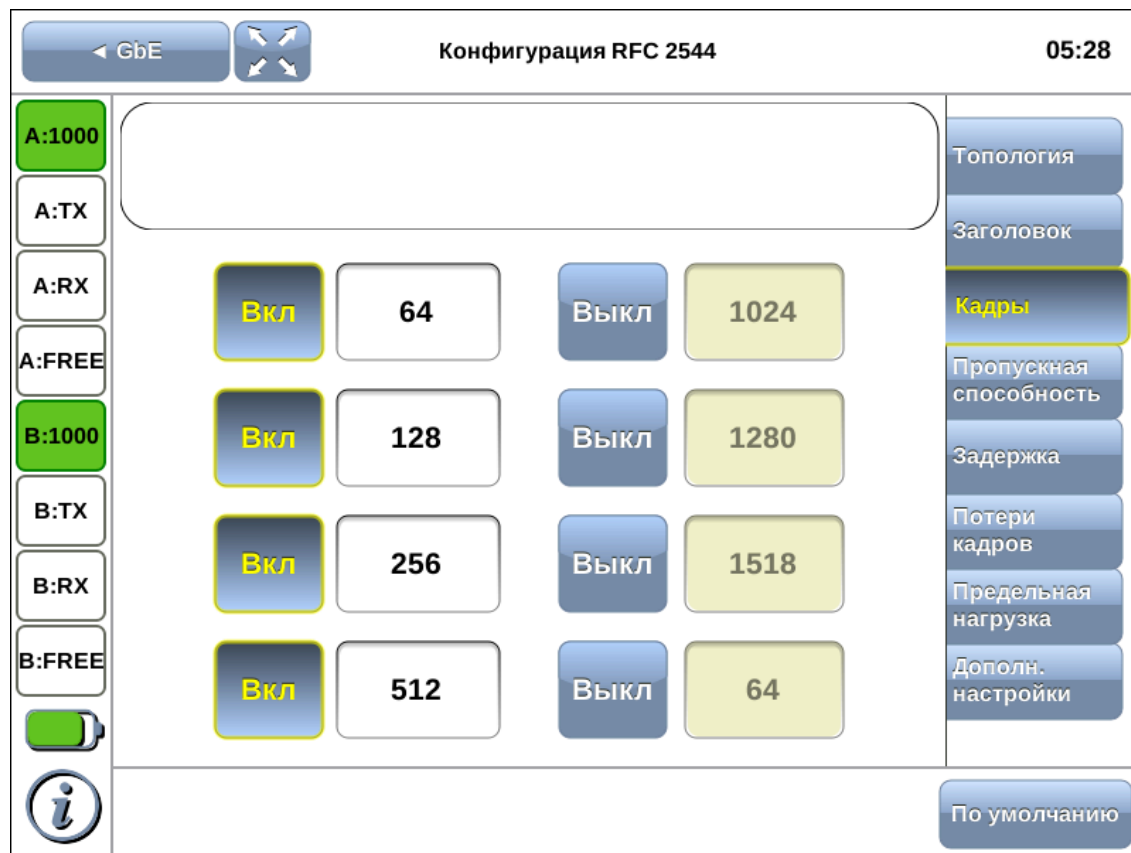 ◄ GbE
Конфигурация RFC 2544
05:28
A:1000
A:TX
A:RX
A:FREE
B:1000
B:TX
B:RX
B:FREE
i
Вкл 64 Выкл 1024
Вкл 128 Выкл 1280
Вкл 256 Выкл 1518
Вкл 512 Выкл 64
Топология
Заголовок
Кадры
Пропускная
способность
Задержка
Потери
кадров
Предельная
нагрузка
Дополн.
настройки
По умолчанию